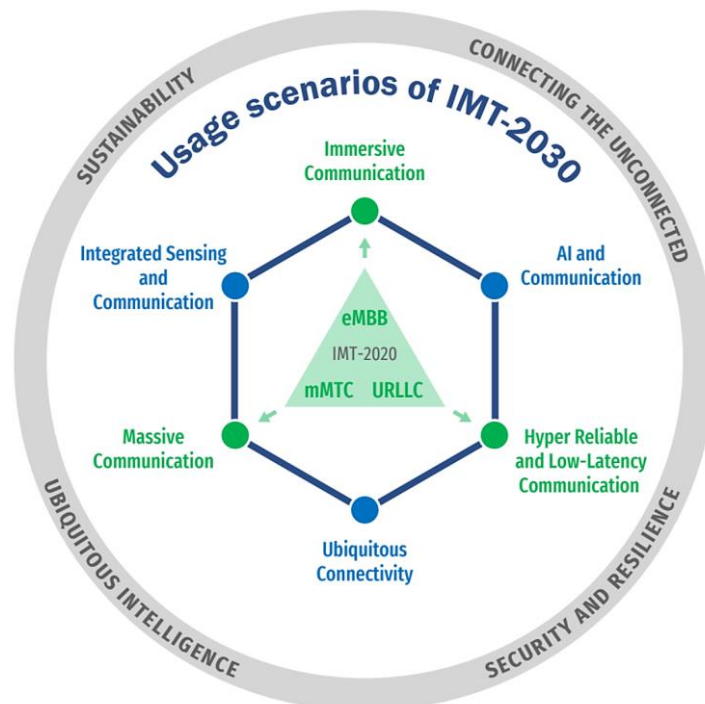 SUSTAINABILITY
CONNECTING THE UNCONNECTED
Usage scenarios of IMT-2030
Immersive
Communication
Integrated Sensing
and
Communication
AI and
Communication
eMBB
IMT-2020
mMTC URLLC
Massive
Communication
Hyper Reliable
and Low-Latency
Communication
Ubiquitous
Connectivity
UBIQUITOUS INTELLIGENCE
SECURITY AND RESILIENCE